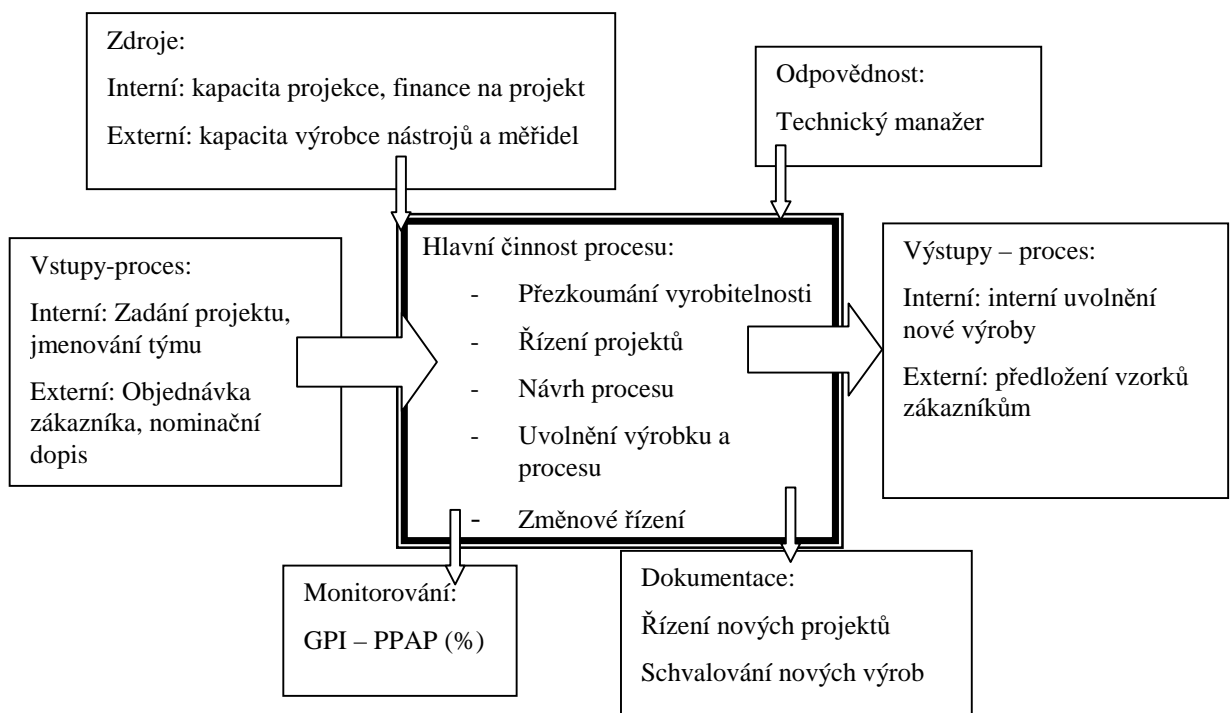 Zdroje:
Interní: kapacita projekce, finance na projekt
Externí: kapacita výrobce nástrojů a měřidel
Odpovědnost:
Technický manažer
Vstupy-proces:
Interní: Zadání projektu,
jmenování týmu
Externí: Objednávka
zákazníka, nominační
dopis
Hlavní činnost procesu:
- Přezkoumání vyrobitelnosti
- Řízení projektů
- Návrh procesu
- Uvolnění výrobku a
procesu
- Změnové řízení
Výstupy – proces:
Interní: interní uvolnění
nové výroby
Externí: předložení vzorků
zákazníkům
Monitorování:
GPI – PPAP (%)
Dokumentace:
Řízení nových projektů
Schvalování nových výrob